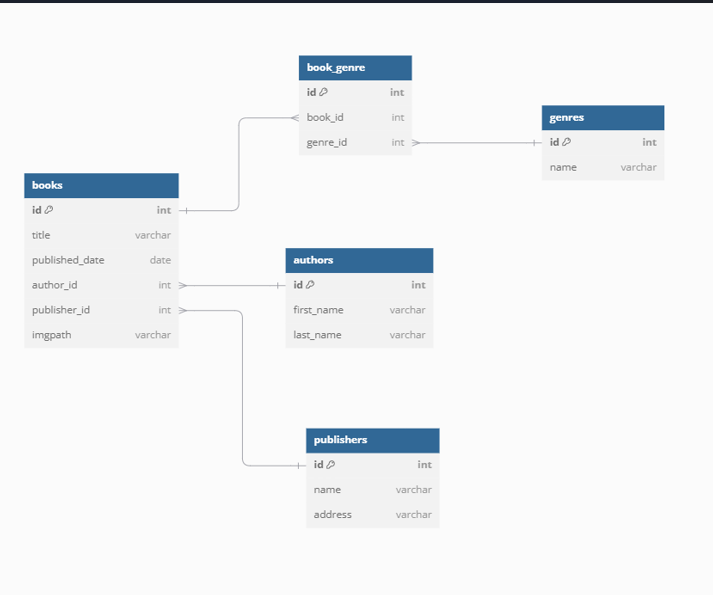 book_genre
id int
book_id int
genre_id int
genres
id int
name varchar
books
id int
title varchar
published_date date
author_id int
publisher_id int
imgpath varchar
authors
id int
first_name varchar
last_name varchar
publishers
id int
name varchar
address varchar